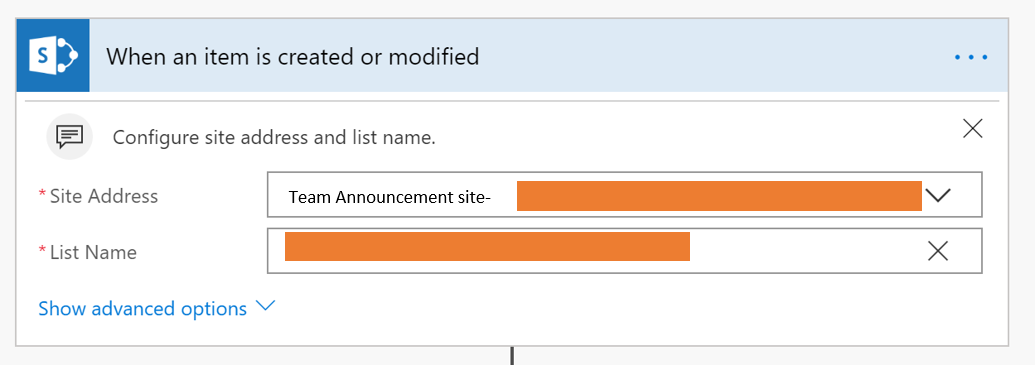 S
When an item is created or modified
Configure site address and list name.
* Site Address
Team Announcement site-
* List Name
Show advanced options